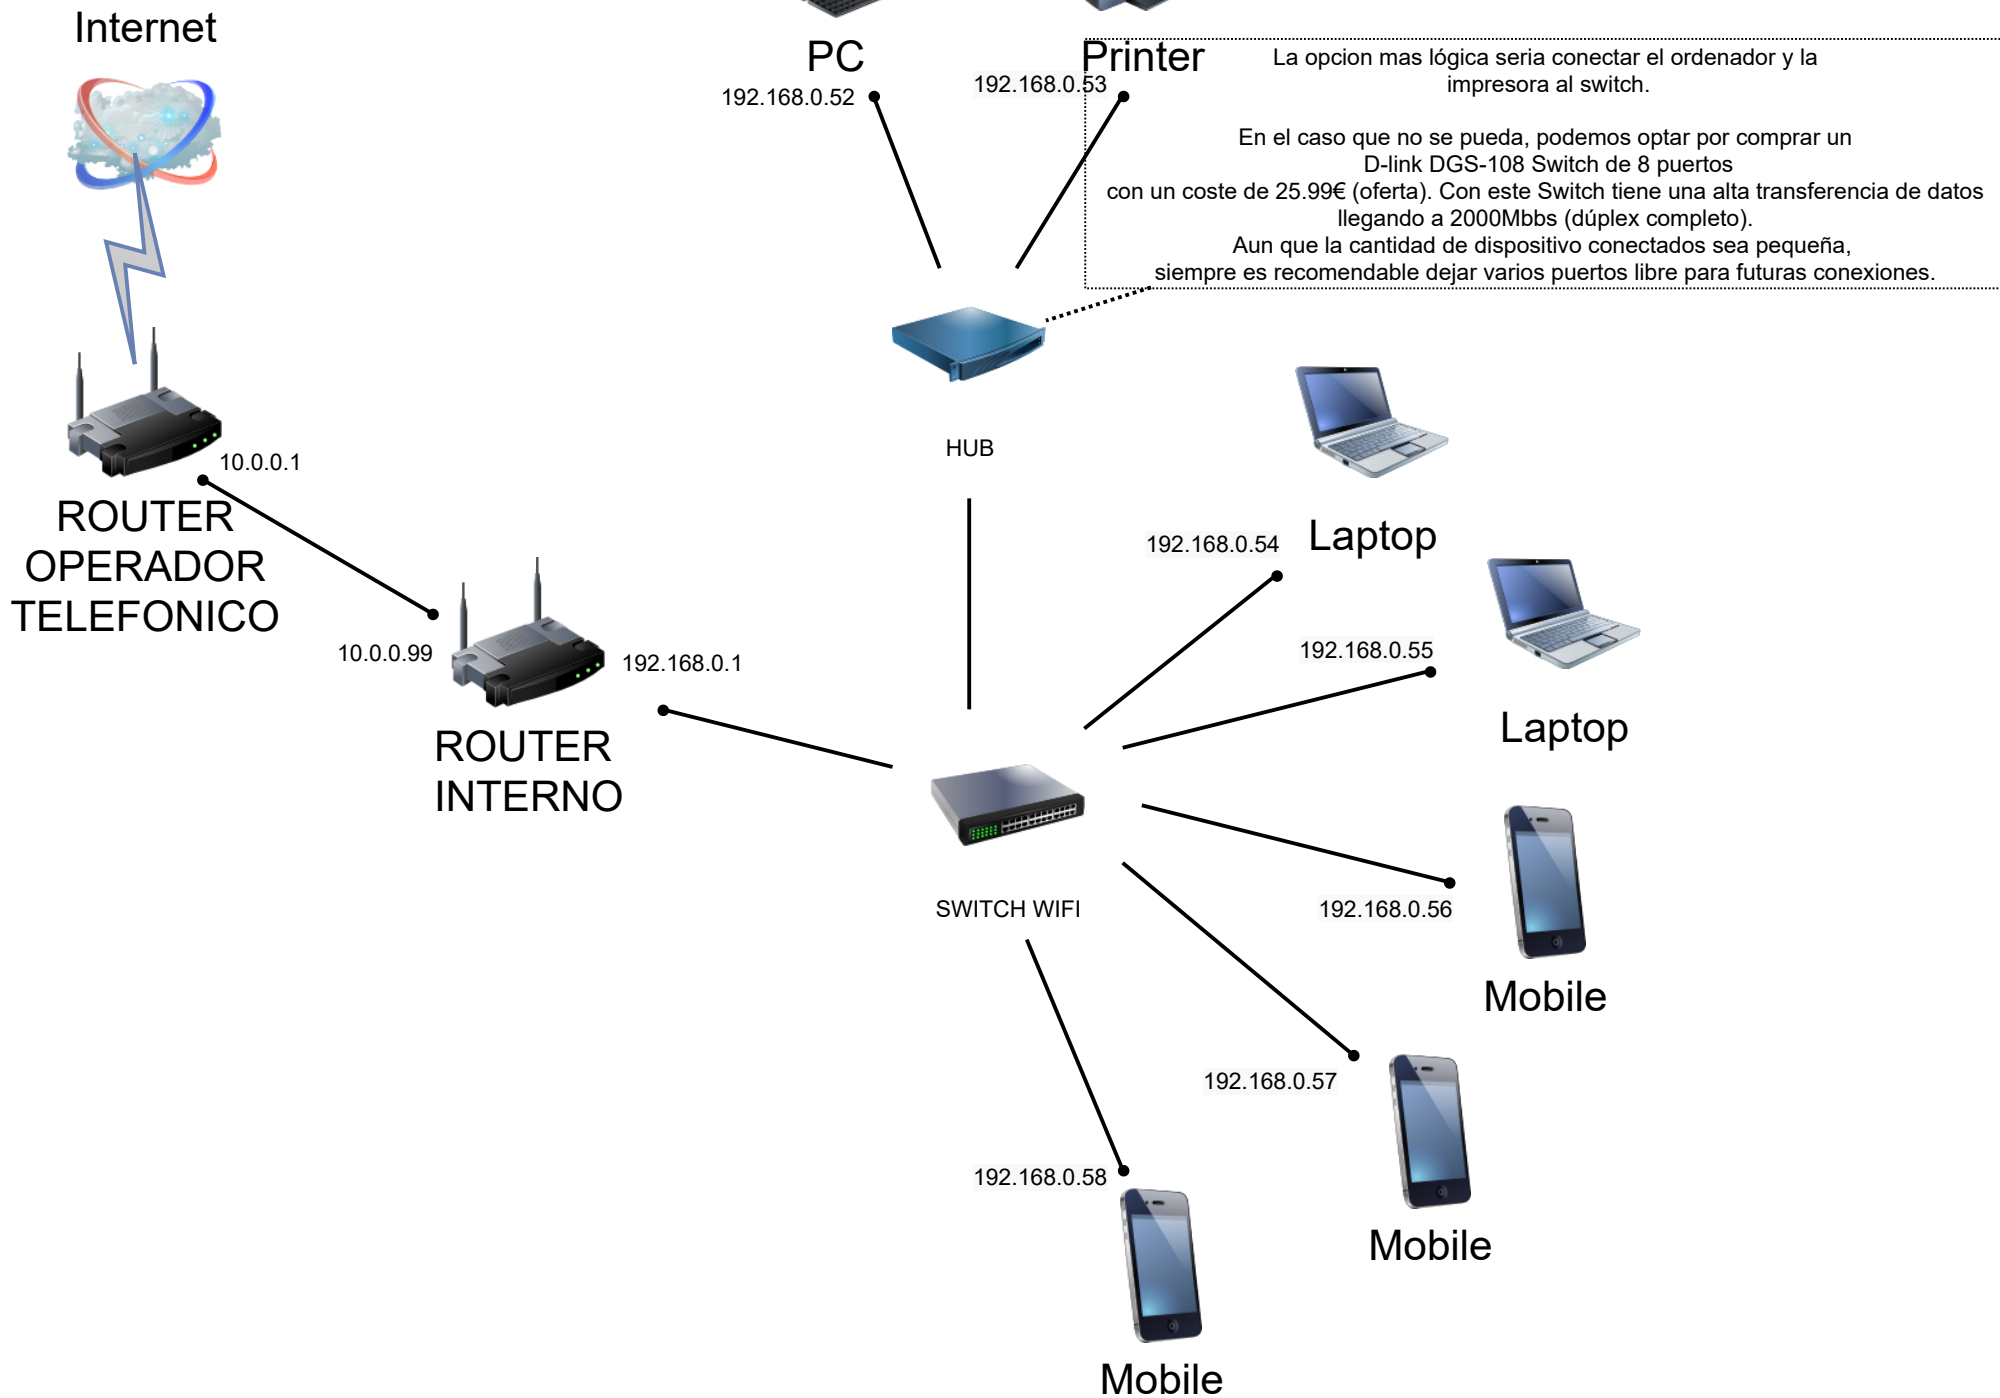 Internet
PC
Printer
192.168.0.52
192.168.0.53
La opcion mas lógica seria conectar el ordenador y la
impresora al switch.
En el caso que no se pueda, podemos optar por comprar un
D-link DGS-108 Switch de 8 puertos
con un coste de 25.99€ (oferta). Con este Switch tiene una alta transferencia de datos
llegando a 2000Mbbs (dúplex completo).
Aun que la cantidad de dispositivo conectados sea pequeña,
siempre es recomendable dejar varios puertos libre para futuras conexiones.
HUB
10.0.0.1
ROUTER
OPERADOR
TELEFONICO
192.168.0.54
Laptop
10.0.0.99
192.168.0.1
192.168.0.55
Laptop
ROUTER
INTERNO
SWITCH WIFI
192.168.0.56
Mobile
192.168.0.57
Mobile
192.168.0.58
Mobile